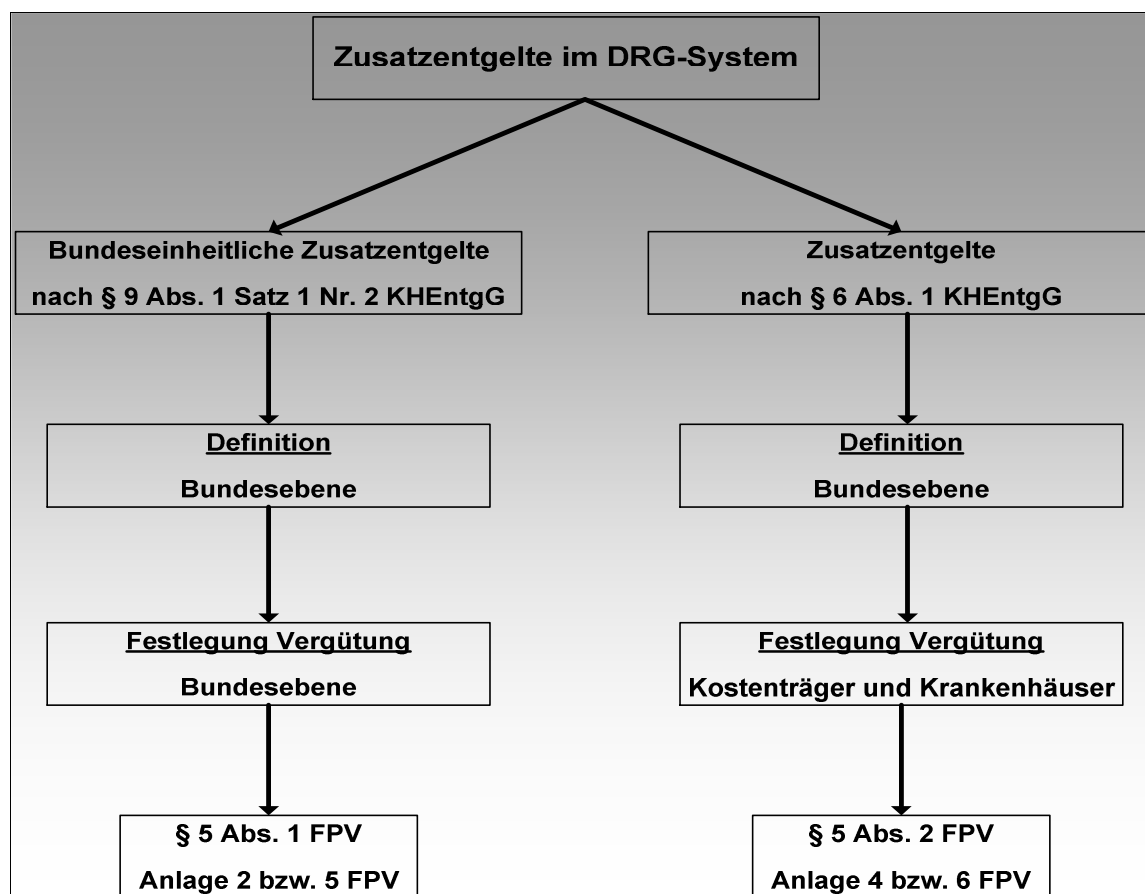 Zusatzentgelte im DRG-System
Bundeseinheitliche Zusatzentgelte
nach § 9 Abs. 1 Satz 1 Nr. 2 KHEntgG
Zusatzentgelte
nach § 6 Abs. 1 KHEntgG
Definition
Bundesebene
Definition
Bundesebene
Festlegung Vergütung
Bundesebene
Festlegung Vergütung
Kostenträger und Krankenhäuser
§ 5 Abs. 1 FPV
Anlage 2 bzw. 5 FPV
§ 5 Abs. 2 FPV
Anlage 4 bzw. 6 FPV